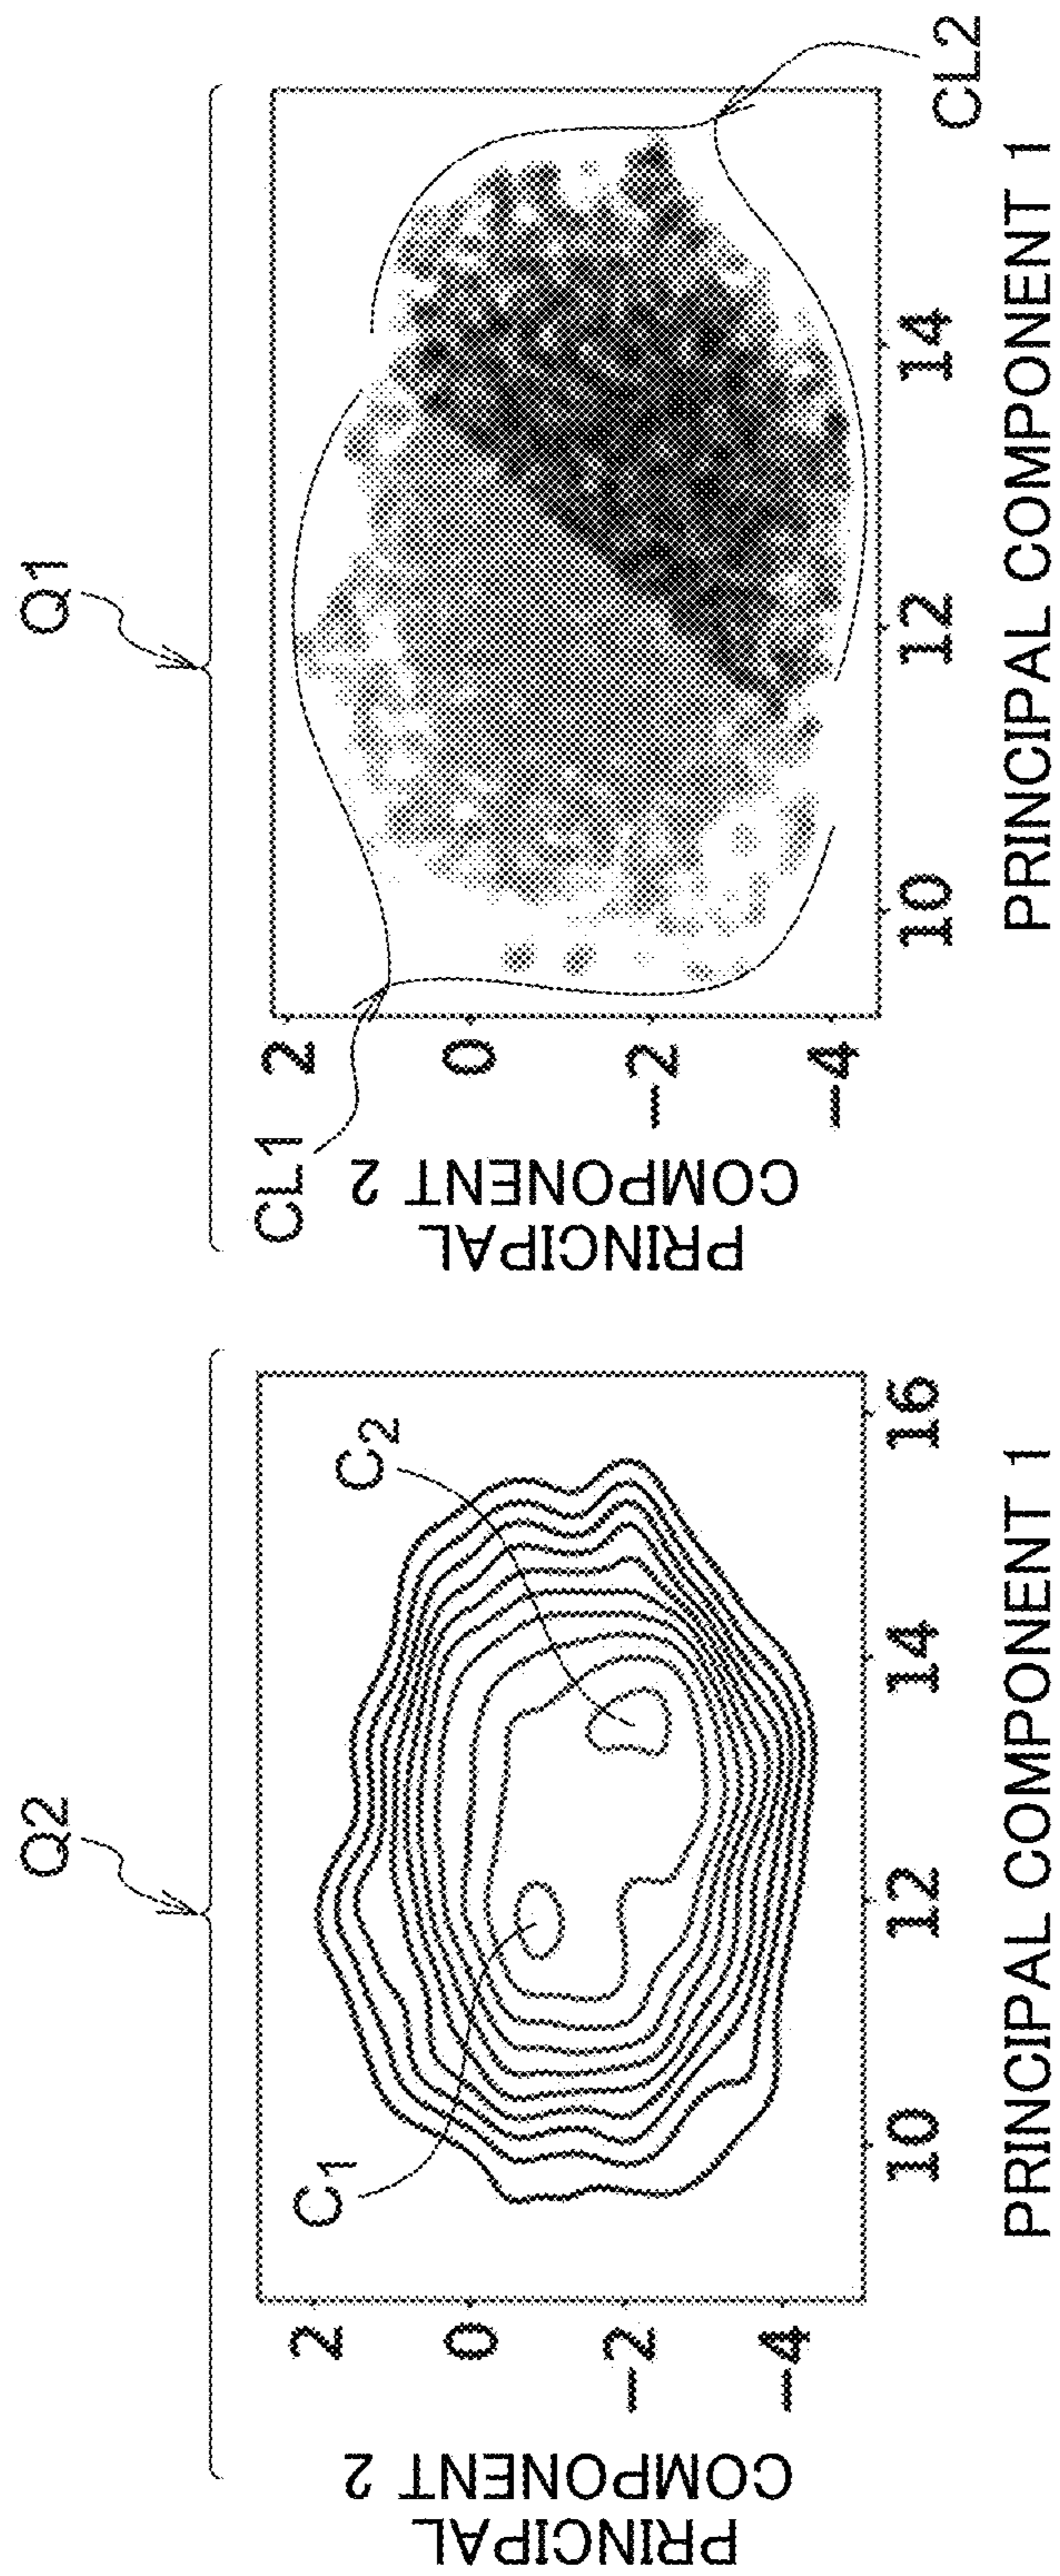 Q2
C1
C2
2
0
−2
−4
PRINCIPAL
COMPONENT 2
10
12
14
16
PRINCIPAL COMPONENT 1
Q1
CL1
CL2
2
0
−2
−4
PRINCIPAL
COMPONENT 2
10
12
14
PRINCIPAL COMPONENT 1